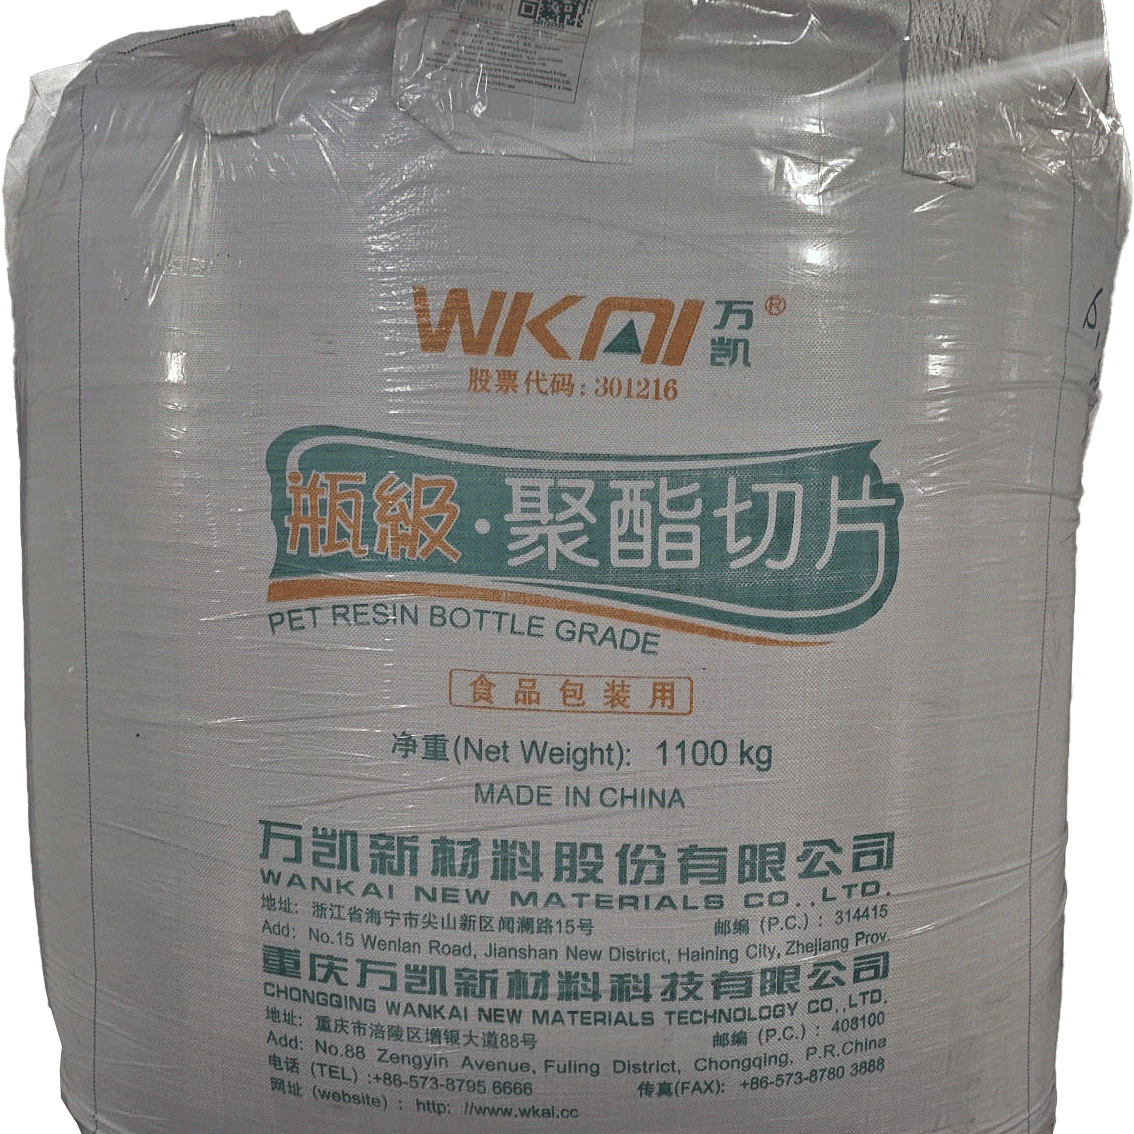 WKAI 万凯®
股票代码: 301216
瓶級·聚酯切片
PET RESIN BOTTLE GRADE
食品包装用
净重(Net Weight): 1100 kg
MADE IN CHINA
万凯新材料股份有限公司
WANKAI NEW MATERIALS CO.,LTD.
地址: 浙江省海宁市尖山新区闻澜路15号 邮编 (P.C.) : 314415
Add: No.15 Wenlan Road, Jianshan New District, Haining City, Zhejiang Prov.
重庆万凯新材料科技有限公司
CHONGQING WANKAI NEW MATERIALS TECHNOLOGY CO.,LTD.
地址: 重庆市涪陵区增银大道88号 邮编 (P.C.) : 408100
Add: No.88 Zengyin Avenue, Fuling District, Chongqing, P.R.China
电话 (TEL) :+86-573-8795 6666 传真(FAX): +86-573-8780 3888
网址 (website) : http: //www.wkai.cc